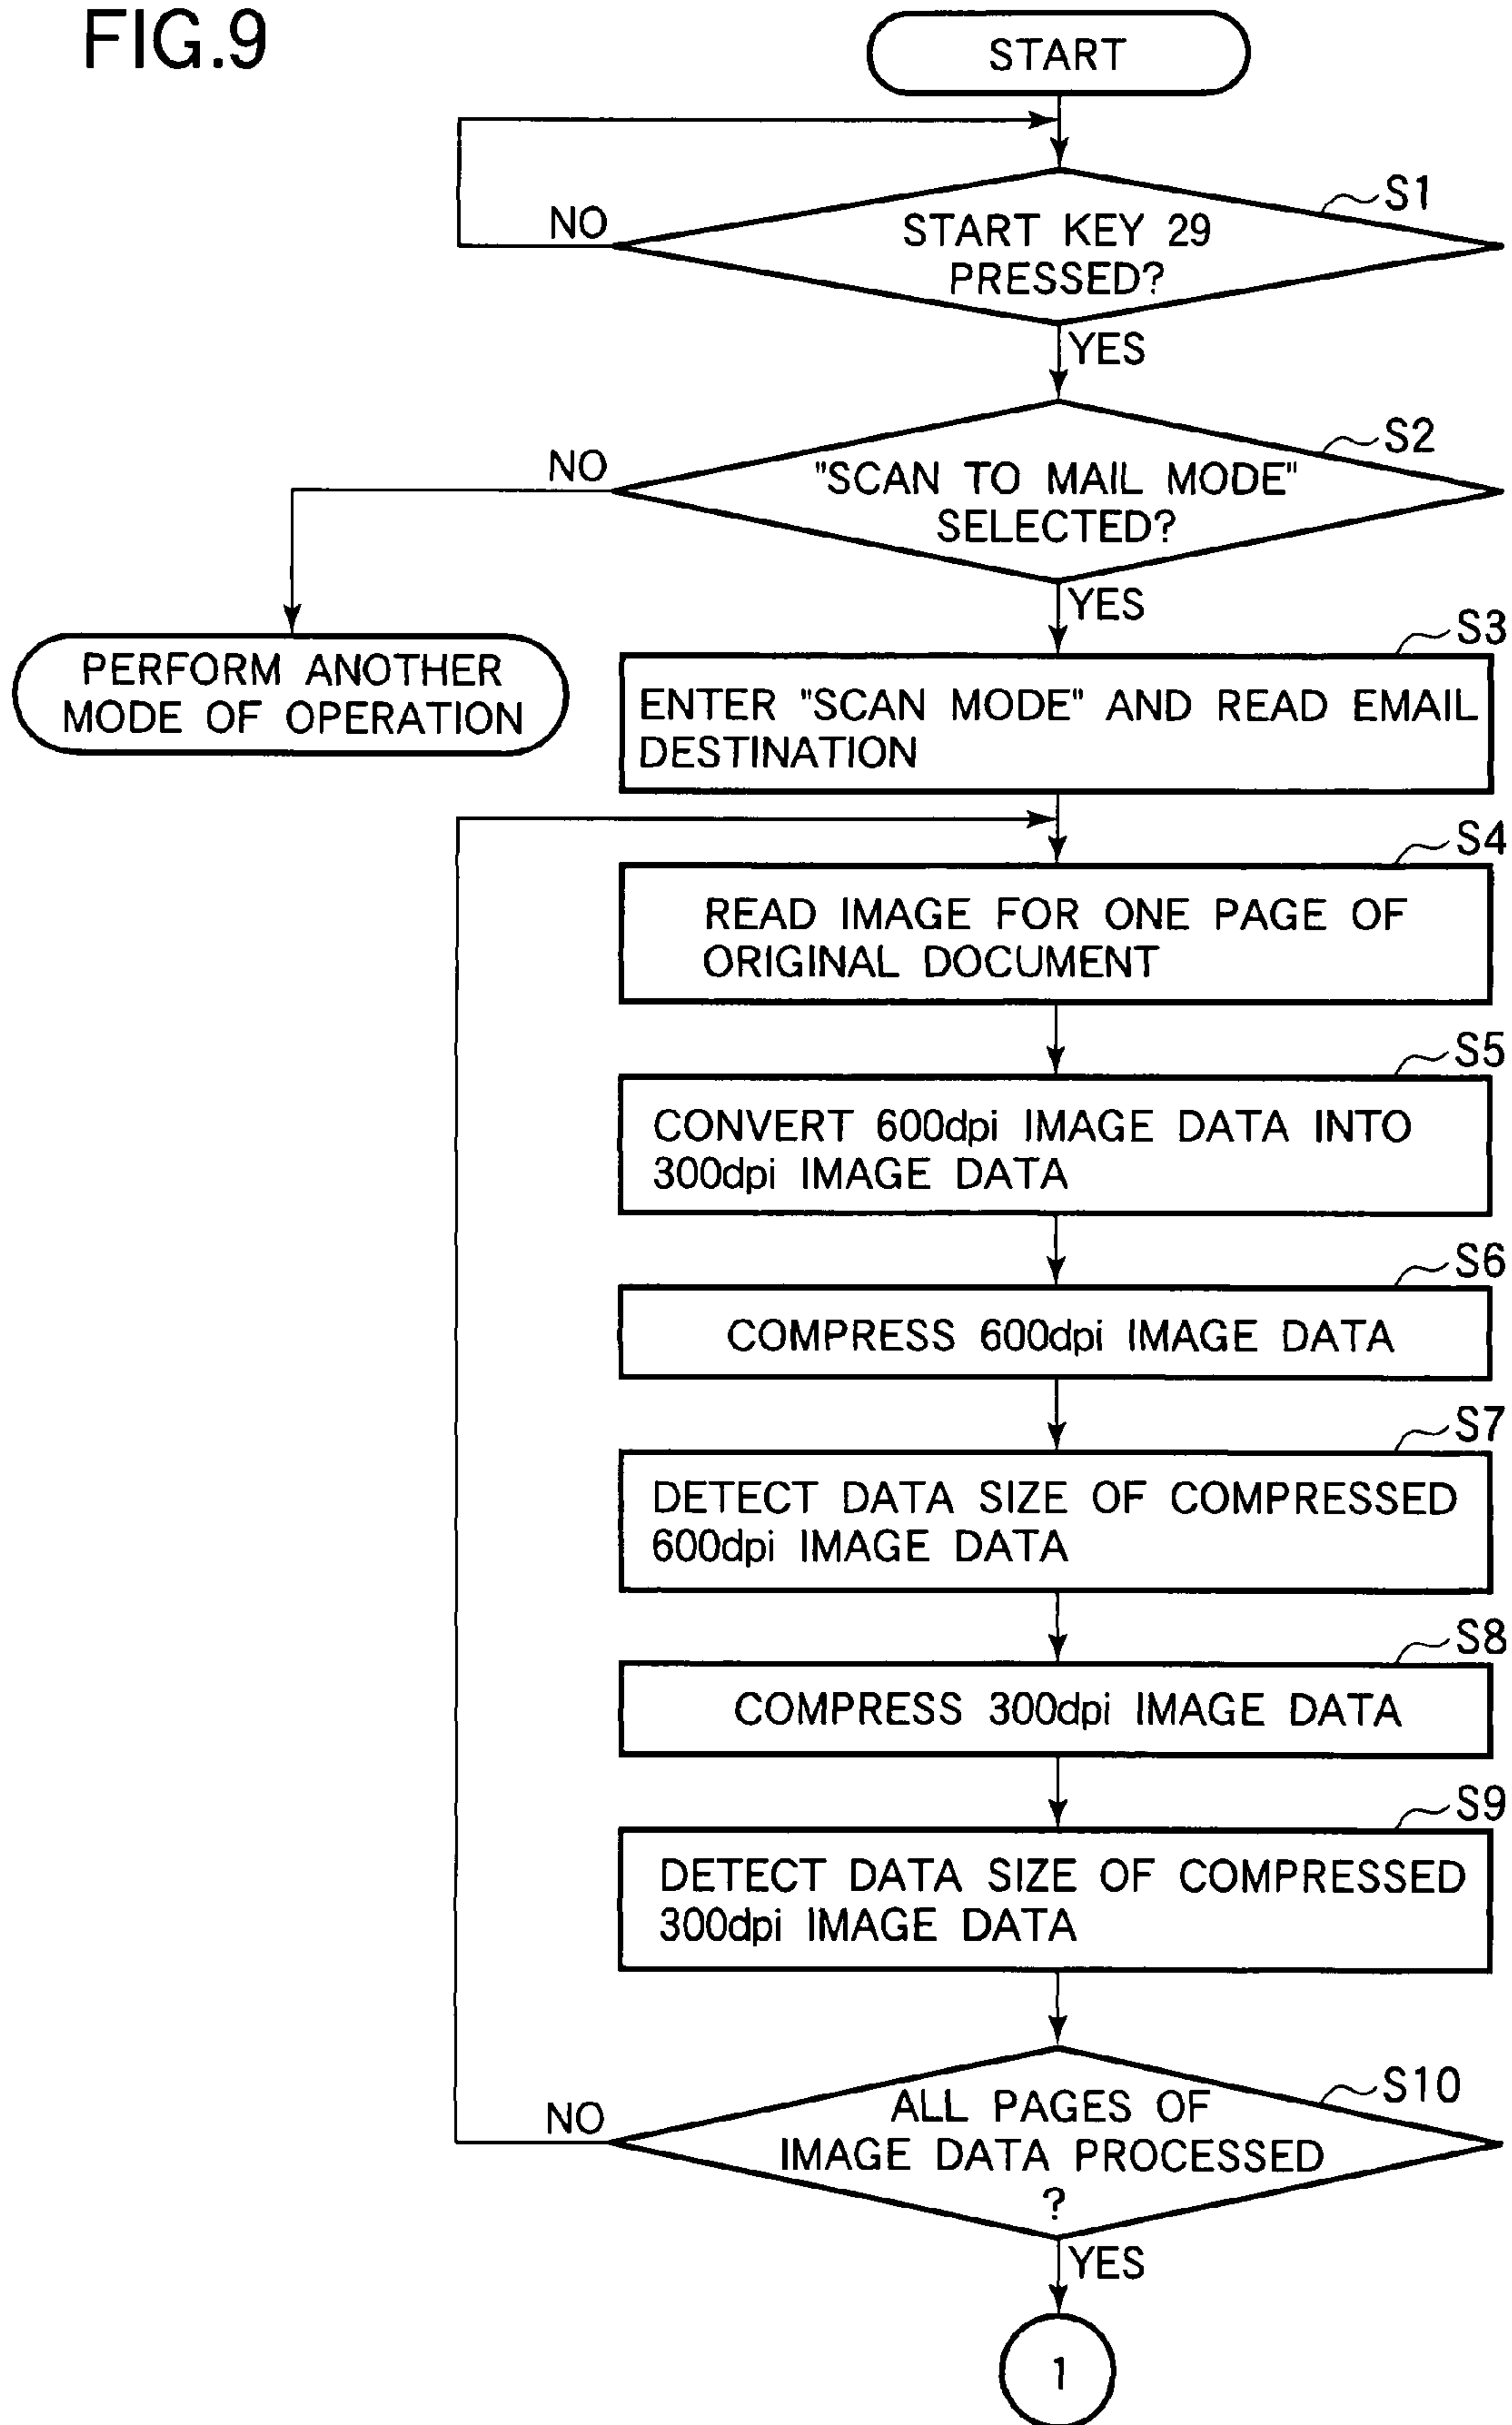 FIG.9
START
START KEY 29
PRESSED?
S1
NO
YES
"SCAN TO MAIL MODE"
SELECTED?
S2
NO
YES
PERFORM ANOTHER
MODE OF OPERATION
S3
ENTER "SCAN MODE" AND READ EMAIL
DESTINATION
S4
READ IMAGE FOR ONE PAGE OF
ORIGINAL DOCUMENT
S5
CONVERT 600dpi IMAGE DATA INTO
300dpi IMAGE DATA
S6
COMPRESS 600dpi IMAGE DATA
S7
DETECT DATA SIZE OF COMPRESSED
600dpi IMAGE DATA
S8
COMPRESS 300dpi IMAGE DATA
S9
DETECT DATA SIZE OF COMPRESSED
300dpi IMAGE DATA
S10
ALL PAGES OF
IMAGE DATA PROCESSED
?
NO
YES
1